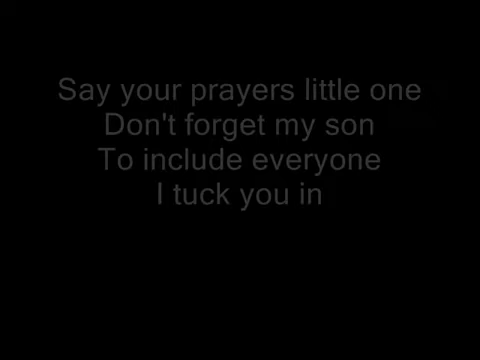 Say your prayers little one
Don't forget my son
To include everyone
I tuck you in